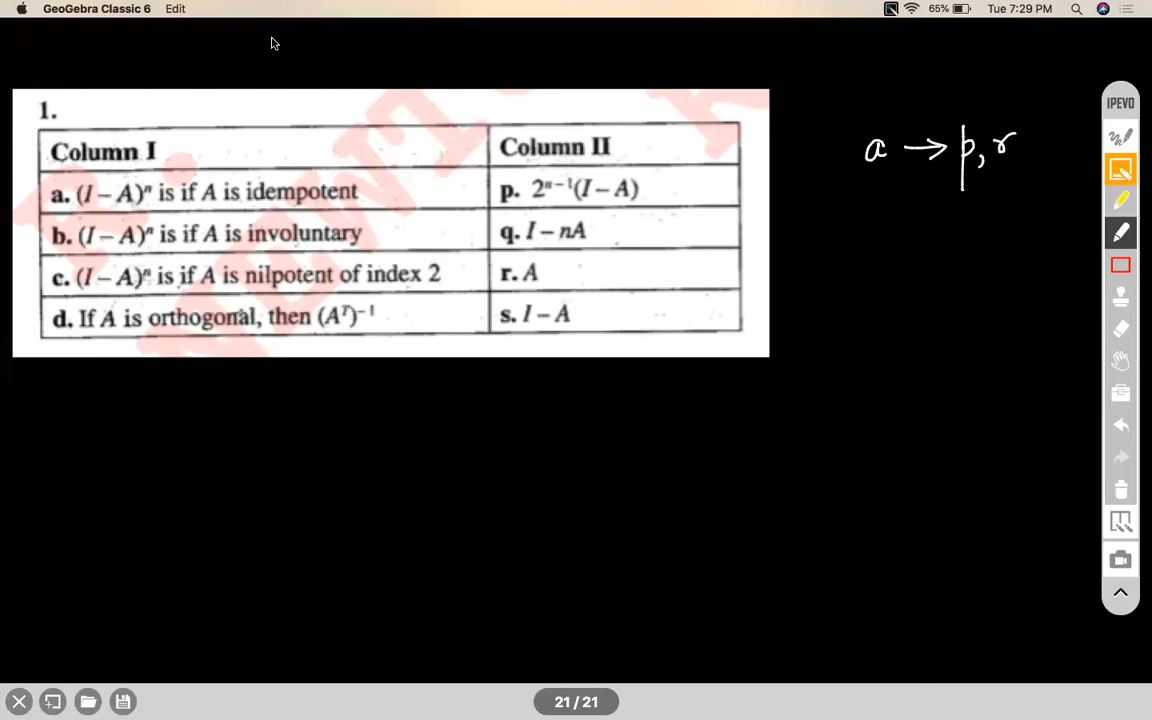 GeoGebra Classic 6 Edit 65% Tue 7:29 PM
IPEVO
1.
Column I Column II
a. (I – A)ⁿ is if A is idempotent p. 2ⁿ⁻¹(I – A)
b. (I – A)ⁿ is if A is involuntary q. I – nA
c. (I – A)ⁿ is if A is nilpotent of index 2 r. A
d. If A is orthogonal, then (Aᵀ)⁻¹ s. I – A
a → p, r
21 / 21